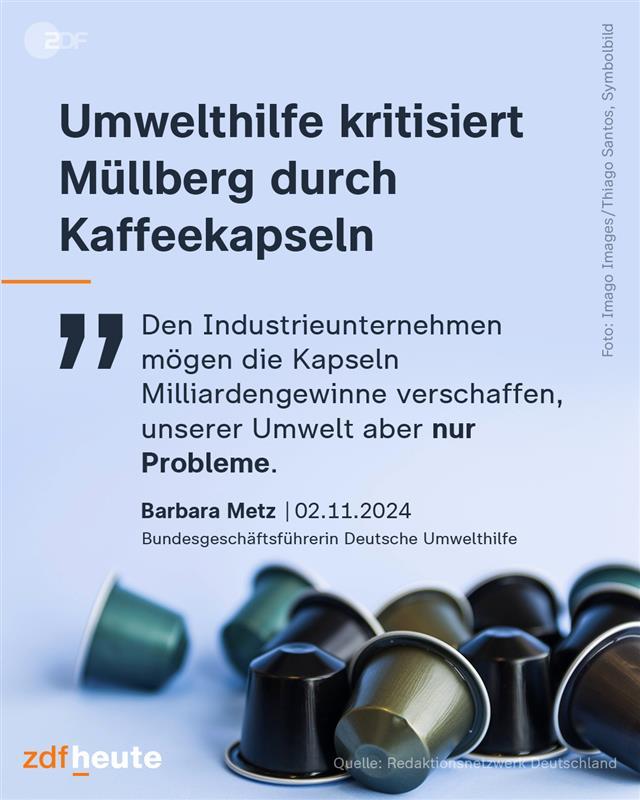 ZDF
Umwelthilfe kritisiert
Müllberg durch
Kaffeekapseln
Foto: Imago Images/Thiago Santos, Symbolbild
” Den Industrieunternehmen
mögen die Kapseln
Milliardengewinne verschaffen,
unserer Umwelt aber nur
Probleme.
Barbara Metz | 02.11.2024
Bundesgeschäftsführerin Deutsche Umwelthilfe
zdfheute
Quelle: Redaktionsnetzwerk Deutschland